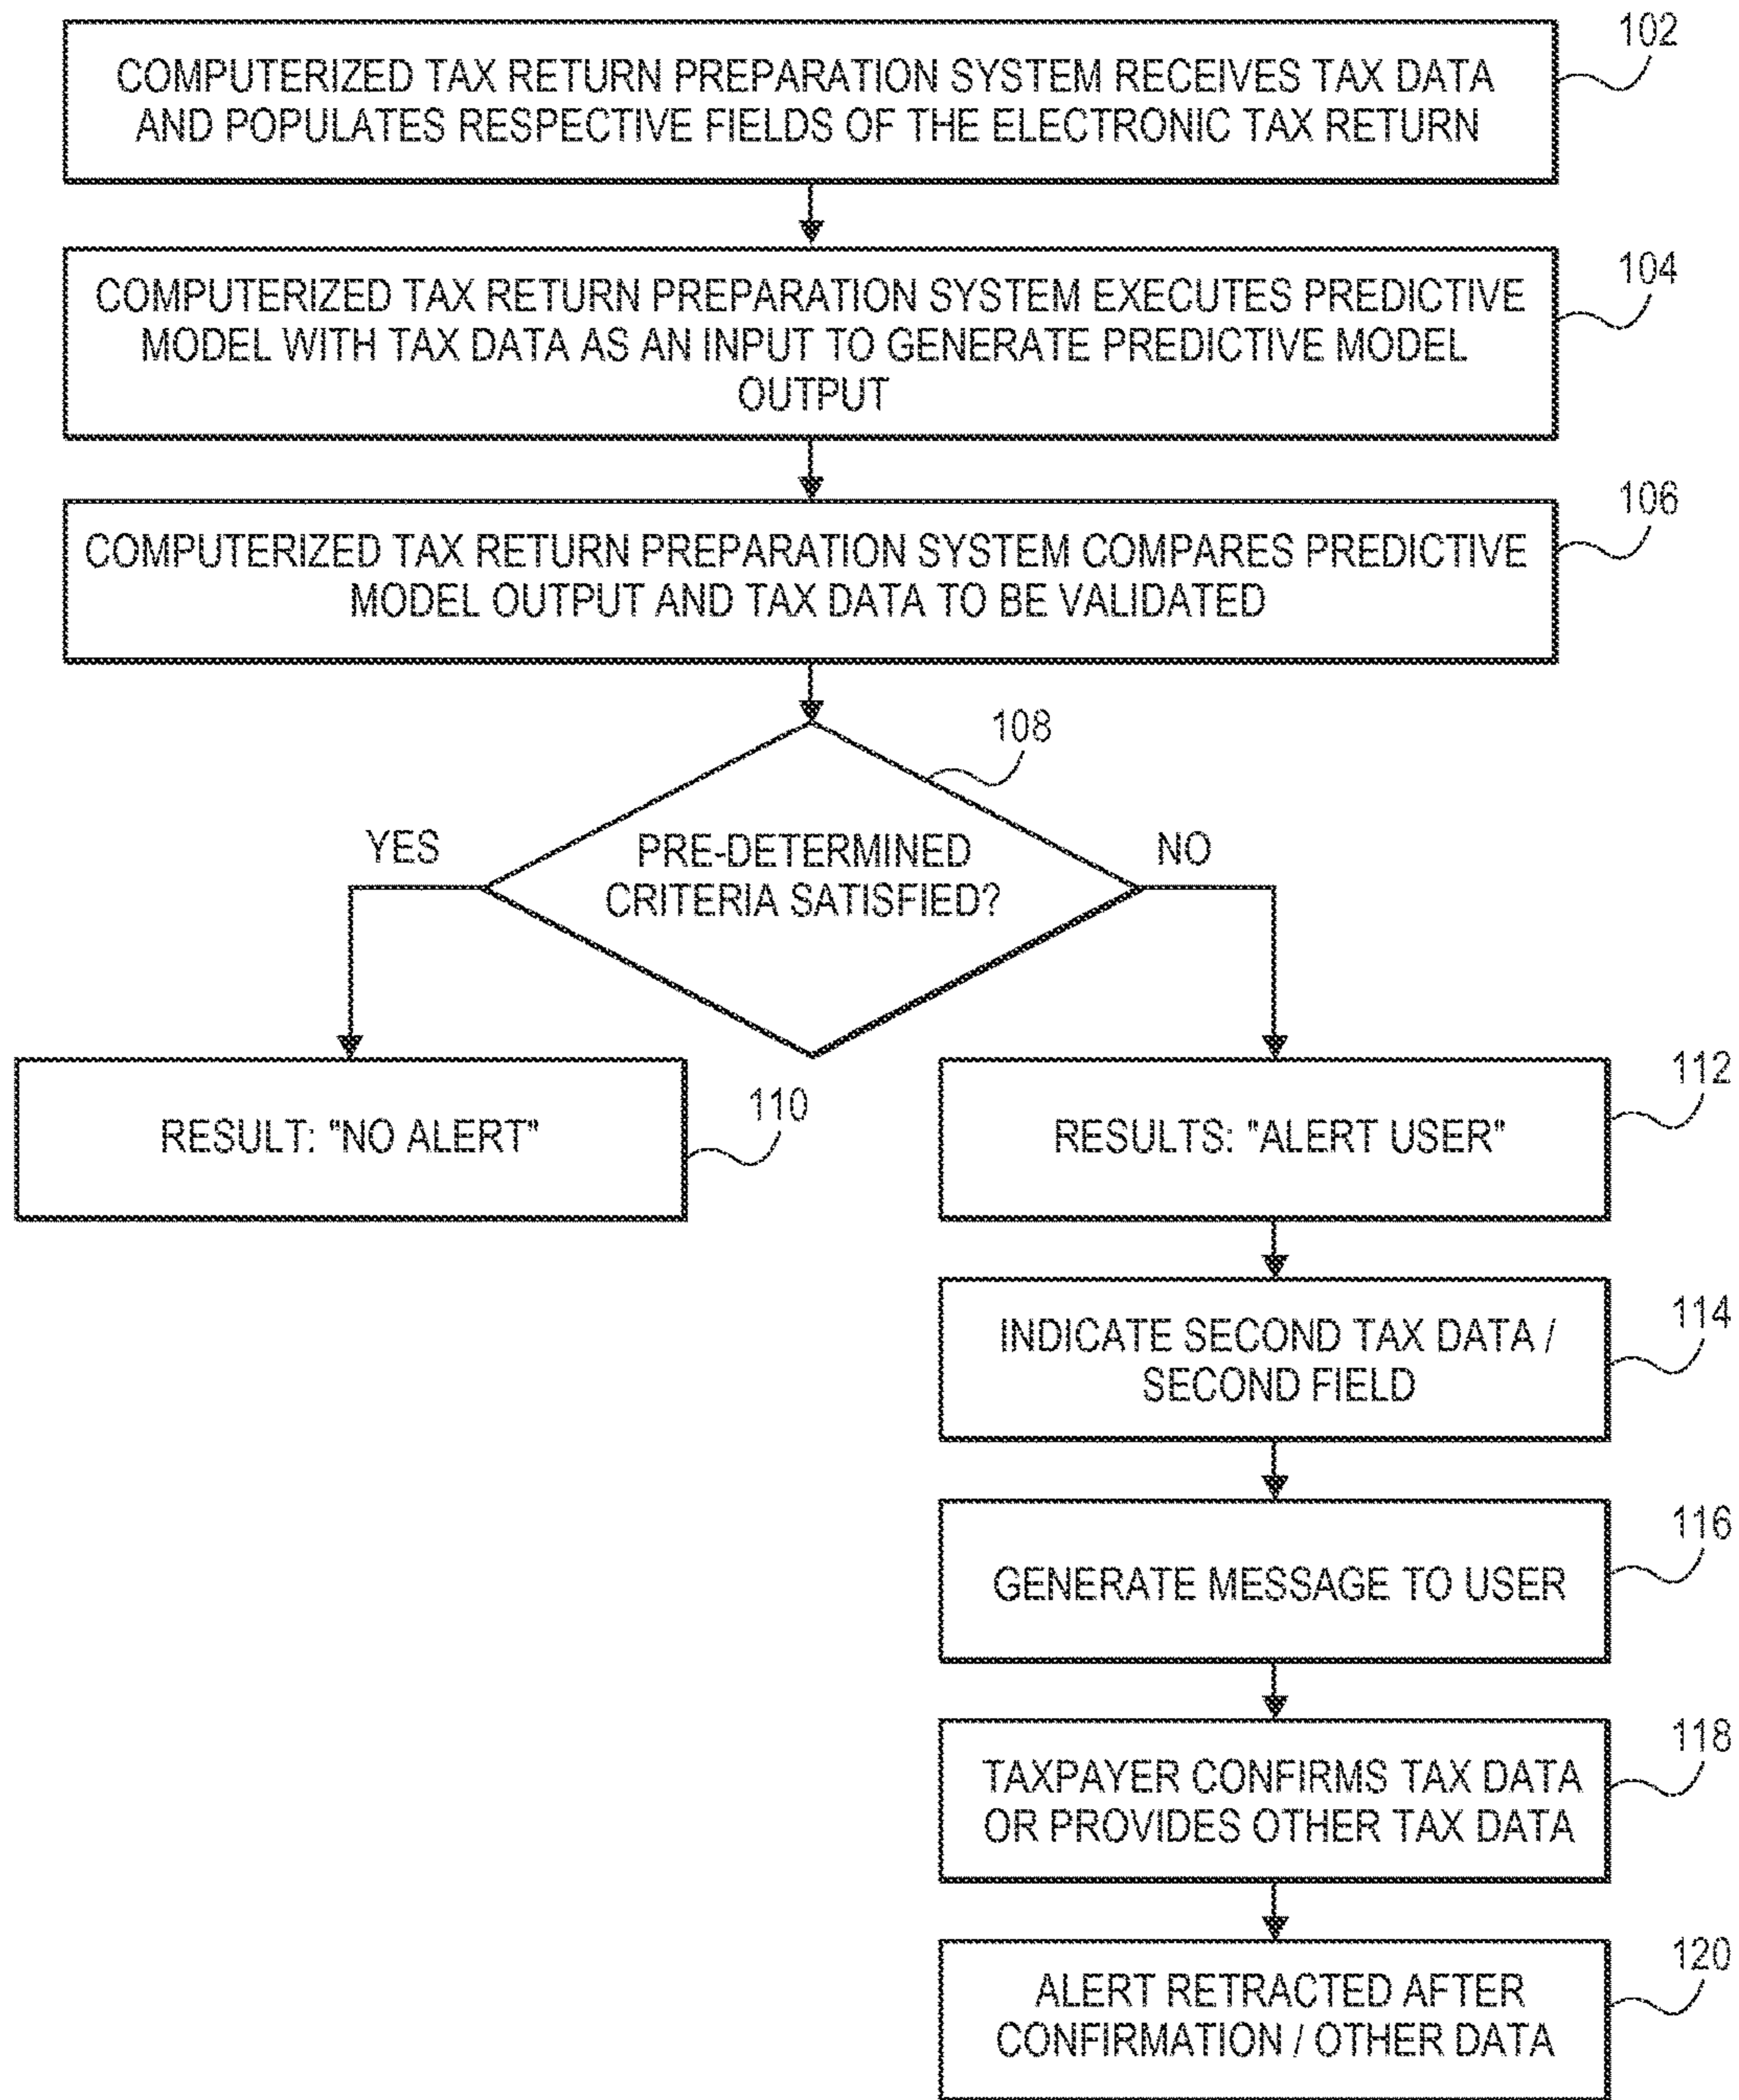 102
COMPUTERIZED TAX RETURN PREPARATION SYSTEM RECEIVES TAX DATA
AND POPULATES RESPECTIVE FIELDS OF THE ELECTRONIC TAX RETURN
104
COMPUTERIZED TAX RETURN PREPARATION SYSTEM EXECUTES PREDICTIVE
MODEL WITH TAX DATA AS AN INPUT TO GENERATE PREDICTIVE MODEL
OUTPUT
106
COMPUTERIZED TAX RETURN PREPARATION SYSTEM COMPARES PREDICTIVE
MODEL OUTPUT AND TAX DATA TO BE VALIDATED
108
YES
PRE-DETERMINED
CRITERIA SATISFIED?
NO
110
RESULT: "NO ALERT"
112
RESULTS: "ALERT USER"
114
INDICATE SECOND TAX DATA /
SECOND FIELD
116
GENERATE MESSAGE TO USER
118
TAXPAYER CONFIRMS TAX DATA
OR PROVIDES OTHER TAX DATA
120
ALERT RETRACTED AFTER
CONFIRMATION / OTHER DATA